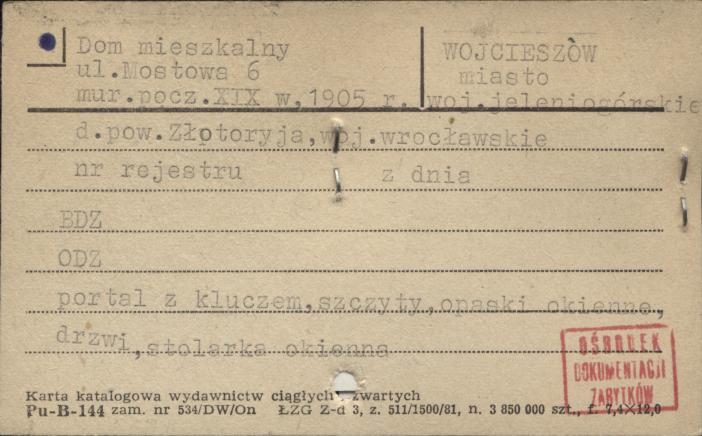 Dom mieszkalny
ul.Mostowa 6
mur.pocz.XIX w,1905 r.
WOJCIESZÒW
miasto
woj.jeleniogórskie
d.pow.Złotoryja,woj.wrocławskie
nr rejestru z dnia
BDZ
ODZ
portal z kluczem,szczyty,opaski okienne,
drzwi,stolarka okienna
OŚRODEK
DOKUMENTACJI
ZABYTKÓW
Karta katalogowa wydawnictw ciągłych zwartych
Pu-B-144 zam. nr 534/DW/On ŁZG Z-d 3, z. 511/1500/81, n. 3 850 000 szt., f. 7,4×12,0